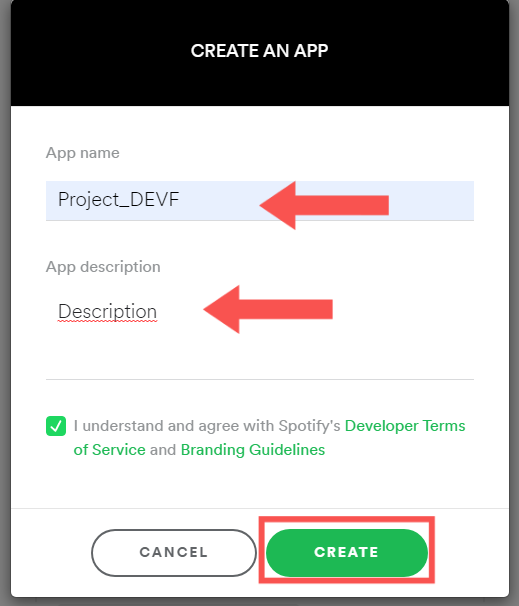 CREATE AN APP
App name
Project_DEVF
App description
Description
I understand and agree with Spotify's Developer Terms
of Service and Branding Guidelines
CANCEL
CREATE